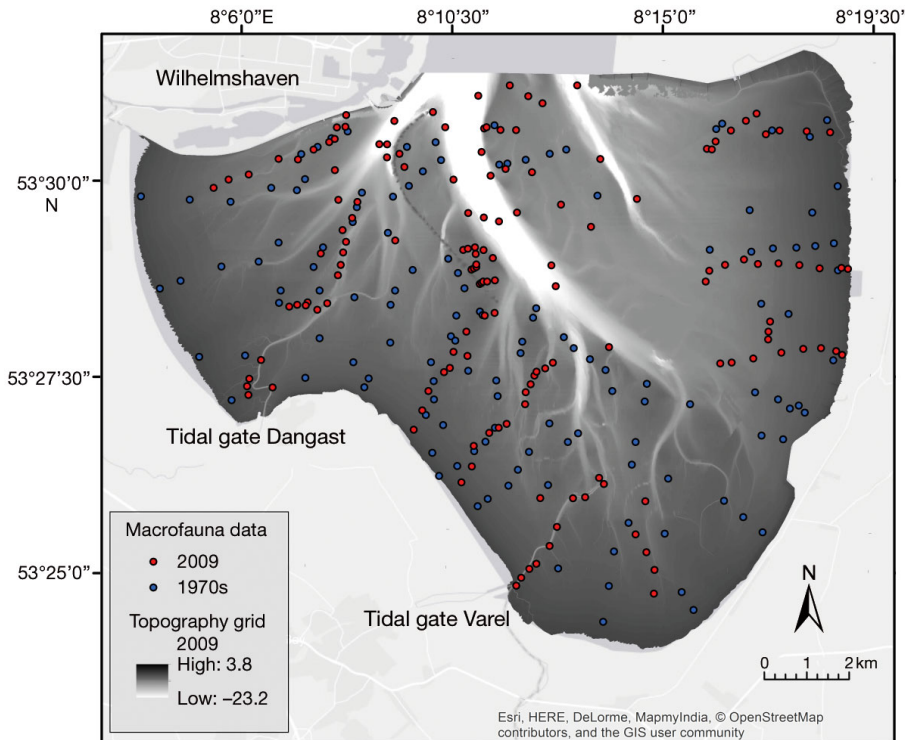 8°6’0”E 8°10’30”E 8°15’0”E 8°19’30”E
Wilhelmshaven
53°30’0”
N
53°27’30”
Tidal gate Dangast
Macrofauna data
2009
1970s
53°25’0”
Topography grid
2009
High: 3.8
Low: –23.2
Tidal gate Varel
N
0 1 2 km
Esri, HERE, DeLorme, MapmyIndia, © OpenStreetMap
contributors, and the GIS user community